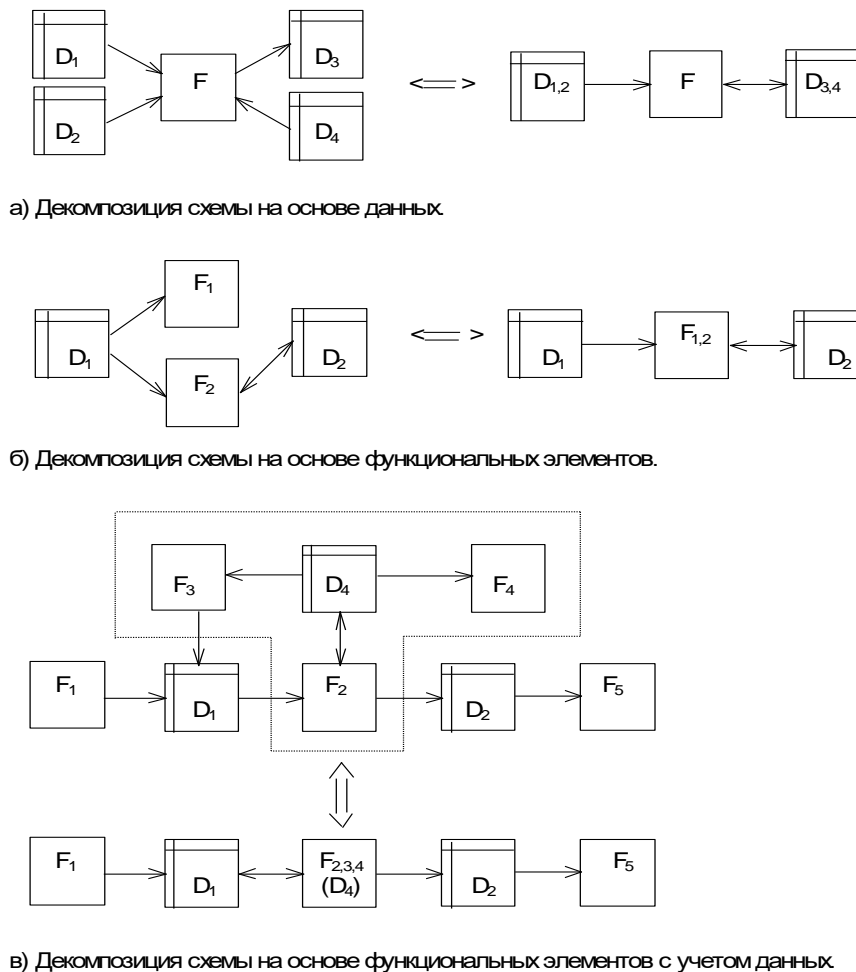 D₁ D₃
F <=> D₁,₂ F D₃,₄
D₂ D₄
а) Декомпозиция схемы на основе данных.
F₁
D₁ D₂ <=> D₁ F₁,₂ D₂
F₂
б) Декомпозиция схемы на основе функциональных элементов.
F₃ D₄ F₄
F₁ D₁ F₂ D₂ F₅
F₁ D₁ F₂,₃,₄ D₂ F₅
(D₄)
в) Декомпозиция схемы на основе функциональных элементов с учетом данных.